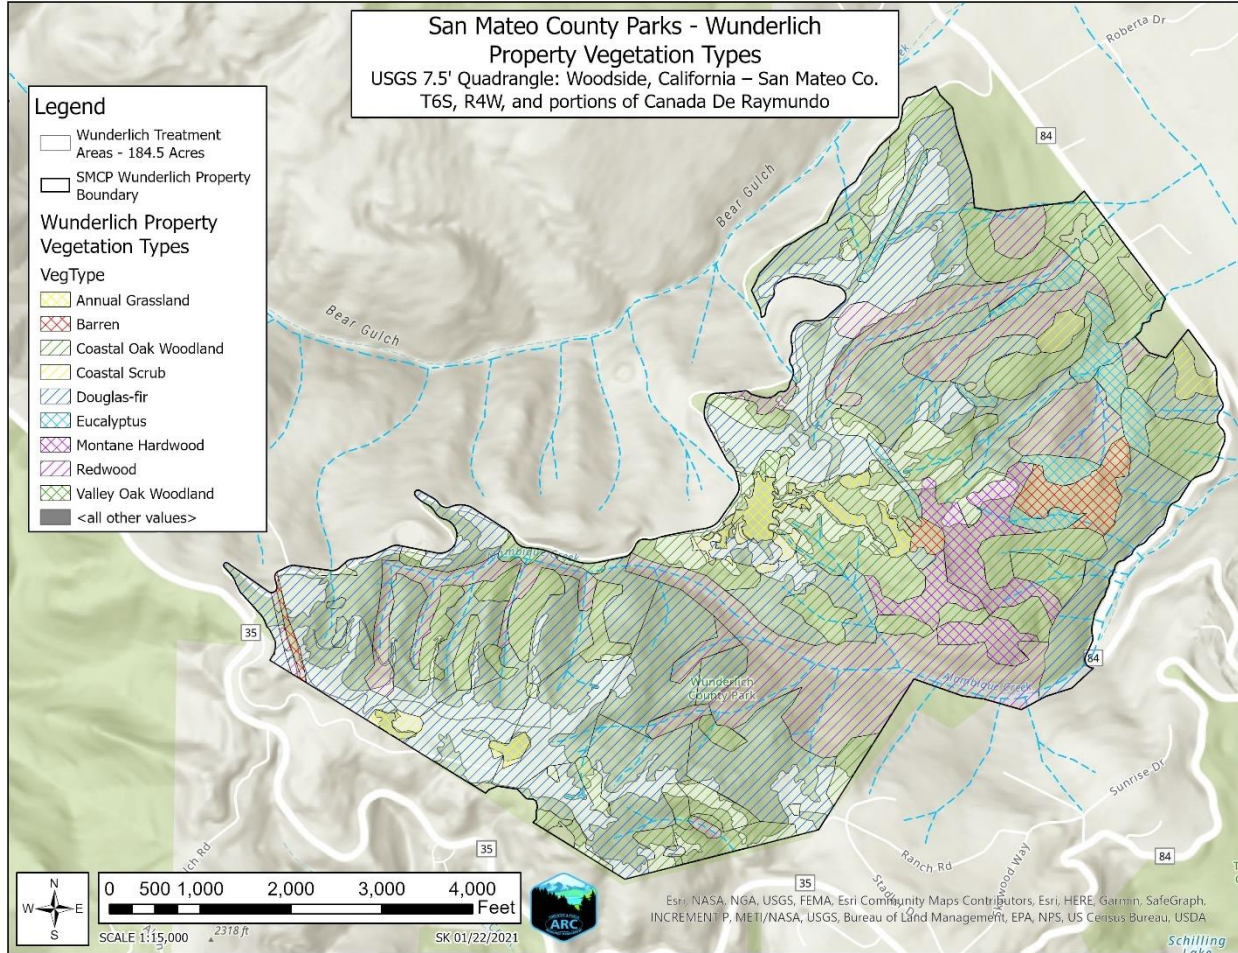 San Mateo County Parks - Wunderlich
Property Vegetation Types
USGS 7.5' Quadrangle: Woodside, California – San Mateo Co.
T6S, R4W, and portions of Canada De Raymundo
Legend
Wunderlich Treatment
Areas - 184.5 Acres
SMCP Wunderlich Property
Boundary
Wunderlich Property
Vegetation Types
VegType
Annual Grassland
Barren
Coastal Oak Woodland
Coastal Scrub
Douglas-fir
Eucalyptus
Montane Hardwood
Redwood
Valley Oak Woodland
<all other values>
Roberta Dr
84
Bear Gulch
Bear Gulch
Creek
35
Wunderlich
County Park
84
Sunrise Dr
35
Ranch Rd
84
35
Schilling
Lake
2318 ft
N
W
E
S
0 500 1,000 2,000 3,000 4,000
Feet
SCALE 1:15,000
SK 01/22/2021
ARC
Esri, NASA, NGA, USGS, FEMA, Esri Community Maps Contributors, Esri, HERE, Garmin, SafeGraph,
INCREMENT P, METI/NASA, USGS, Bureau of Land Management, EPA, NPS, US Census Bureau, USDA